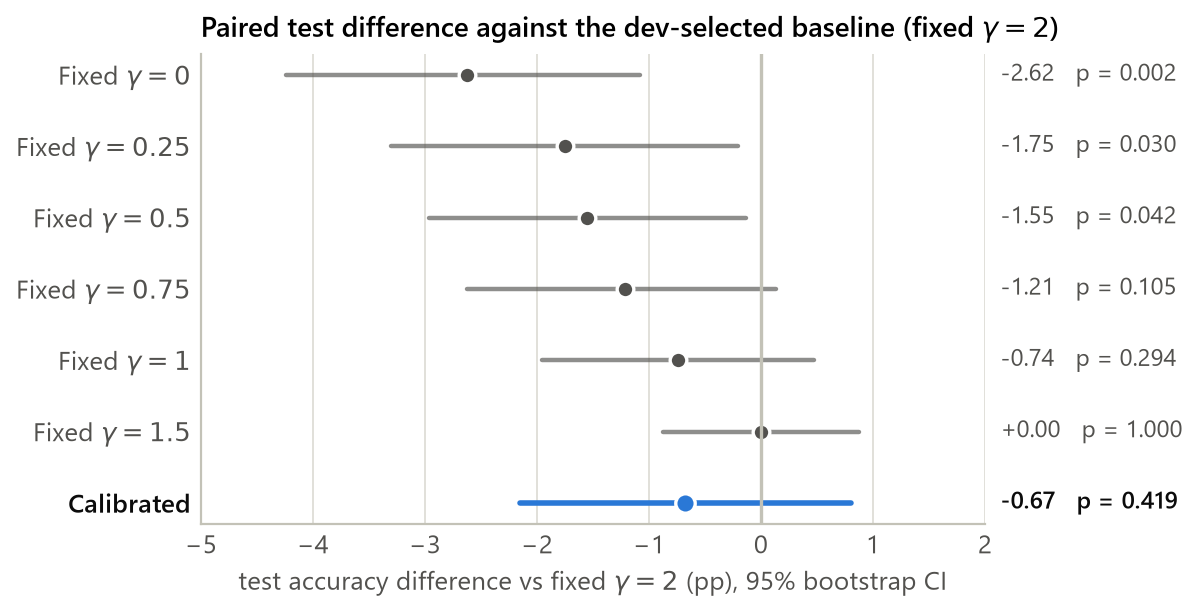 Paired test difference against the dev-selected baseline (fixed γ = 2)
Fixed γ = 0 -2.62 p = 0.002
Fixed γ = 0.25 -1.75 p = 0.030
Fixed γ = 0.5 -1.55 p = 0.042
Fixed γ = 0.75 -1.21 p = 0.105
Fixed γ = 1 -0.74 p = 0.294
Fixed γ = 1.5 +0.00 p = 1.000
Calibrated -0.67 p = 0.419
−5 −4 −3 −2 −1 0 1 2
test accuracy difference vs fixed γ = 2 (pp), 95% bootstrap CI